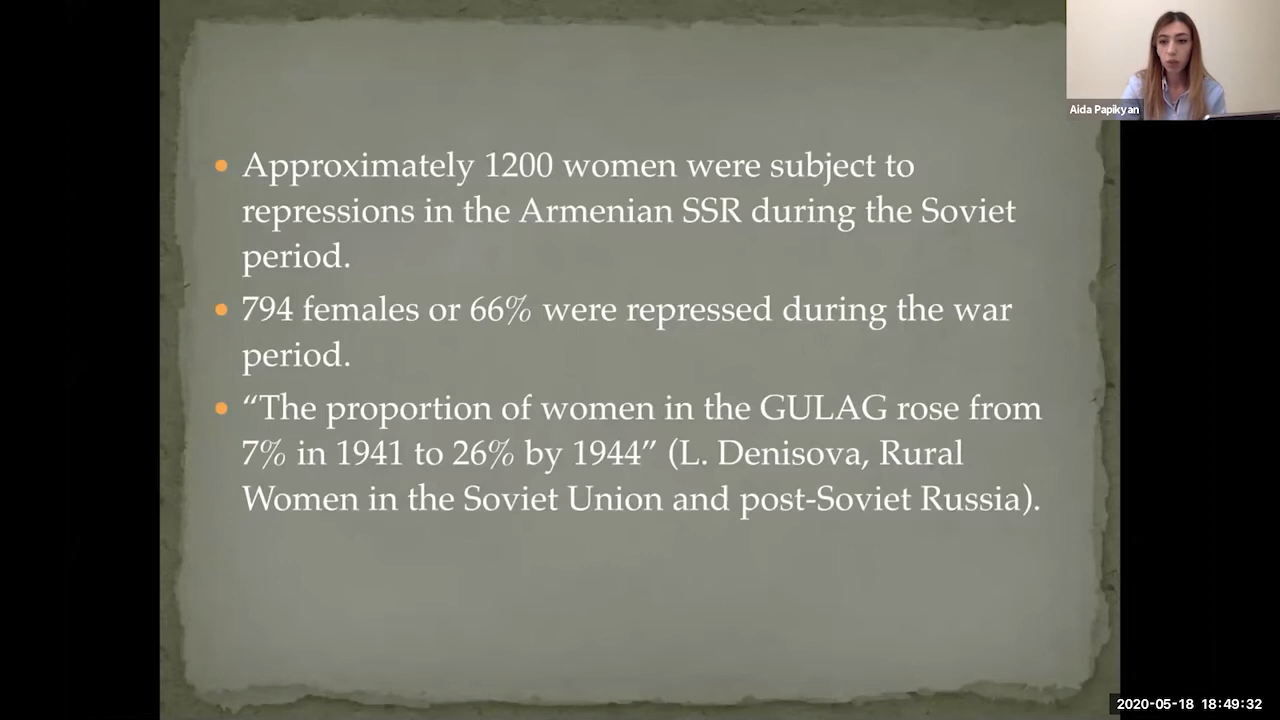 Aida Papikyan
• Approximately 1200 women were subject to
repressions in the Armenian SSR during the Soviet
period.
• 794 females or 66% were repressed during the war
period.
• “The proportion of women in the GULAG rose from
7% in 1941 to 26% by 1944” (L. Denisova, Rural
Women in the Soviet Union and post-Soviet Russia).
2020-05-18 18:49:32